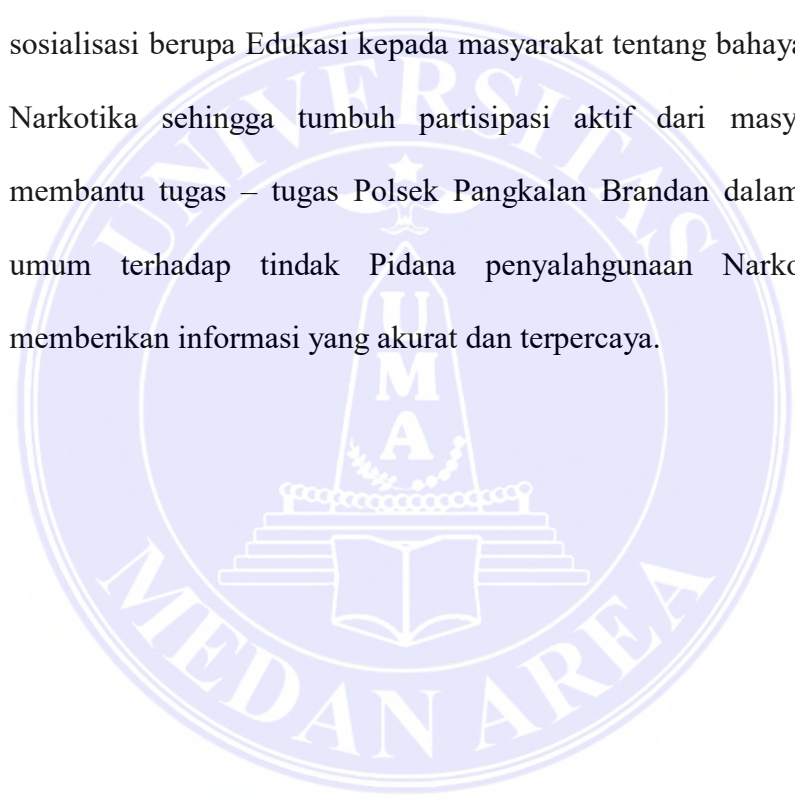 sosialisasi berupa Edukasi kepada masyarakat tentang
Narkotika sehingga tumbuh partisipasi aktif dari
membantu tugas – tugas Polsek Pangkalan Brandan dalam
umum terhadap tindak Pidana penyalahgunaan
memberikan informasi yang akurat dan terpercaya.
UNIVERSITAS
UMA
MEDAN AREA